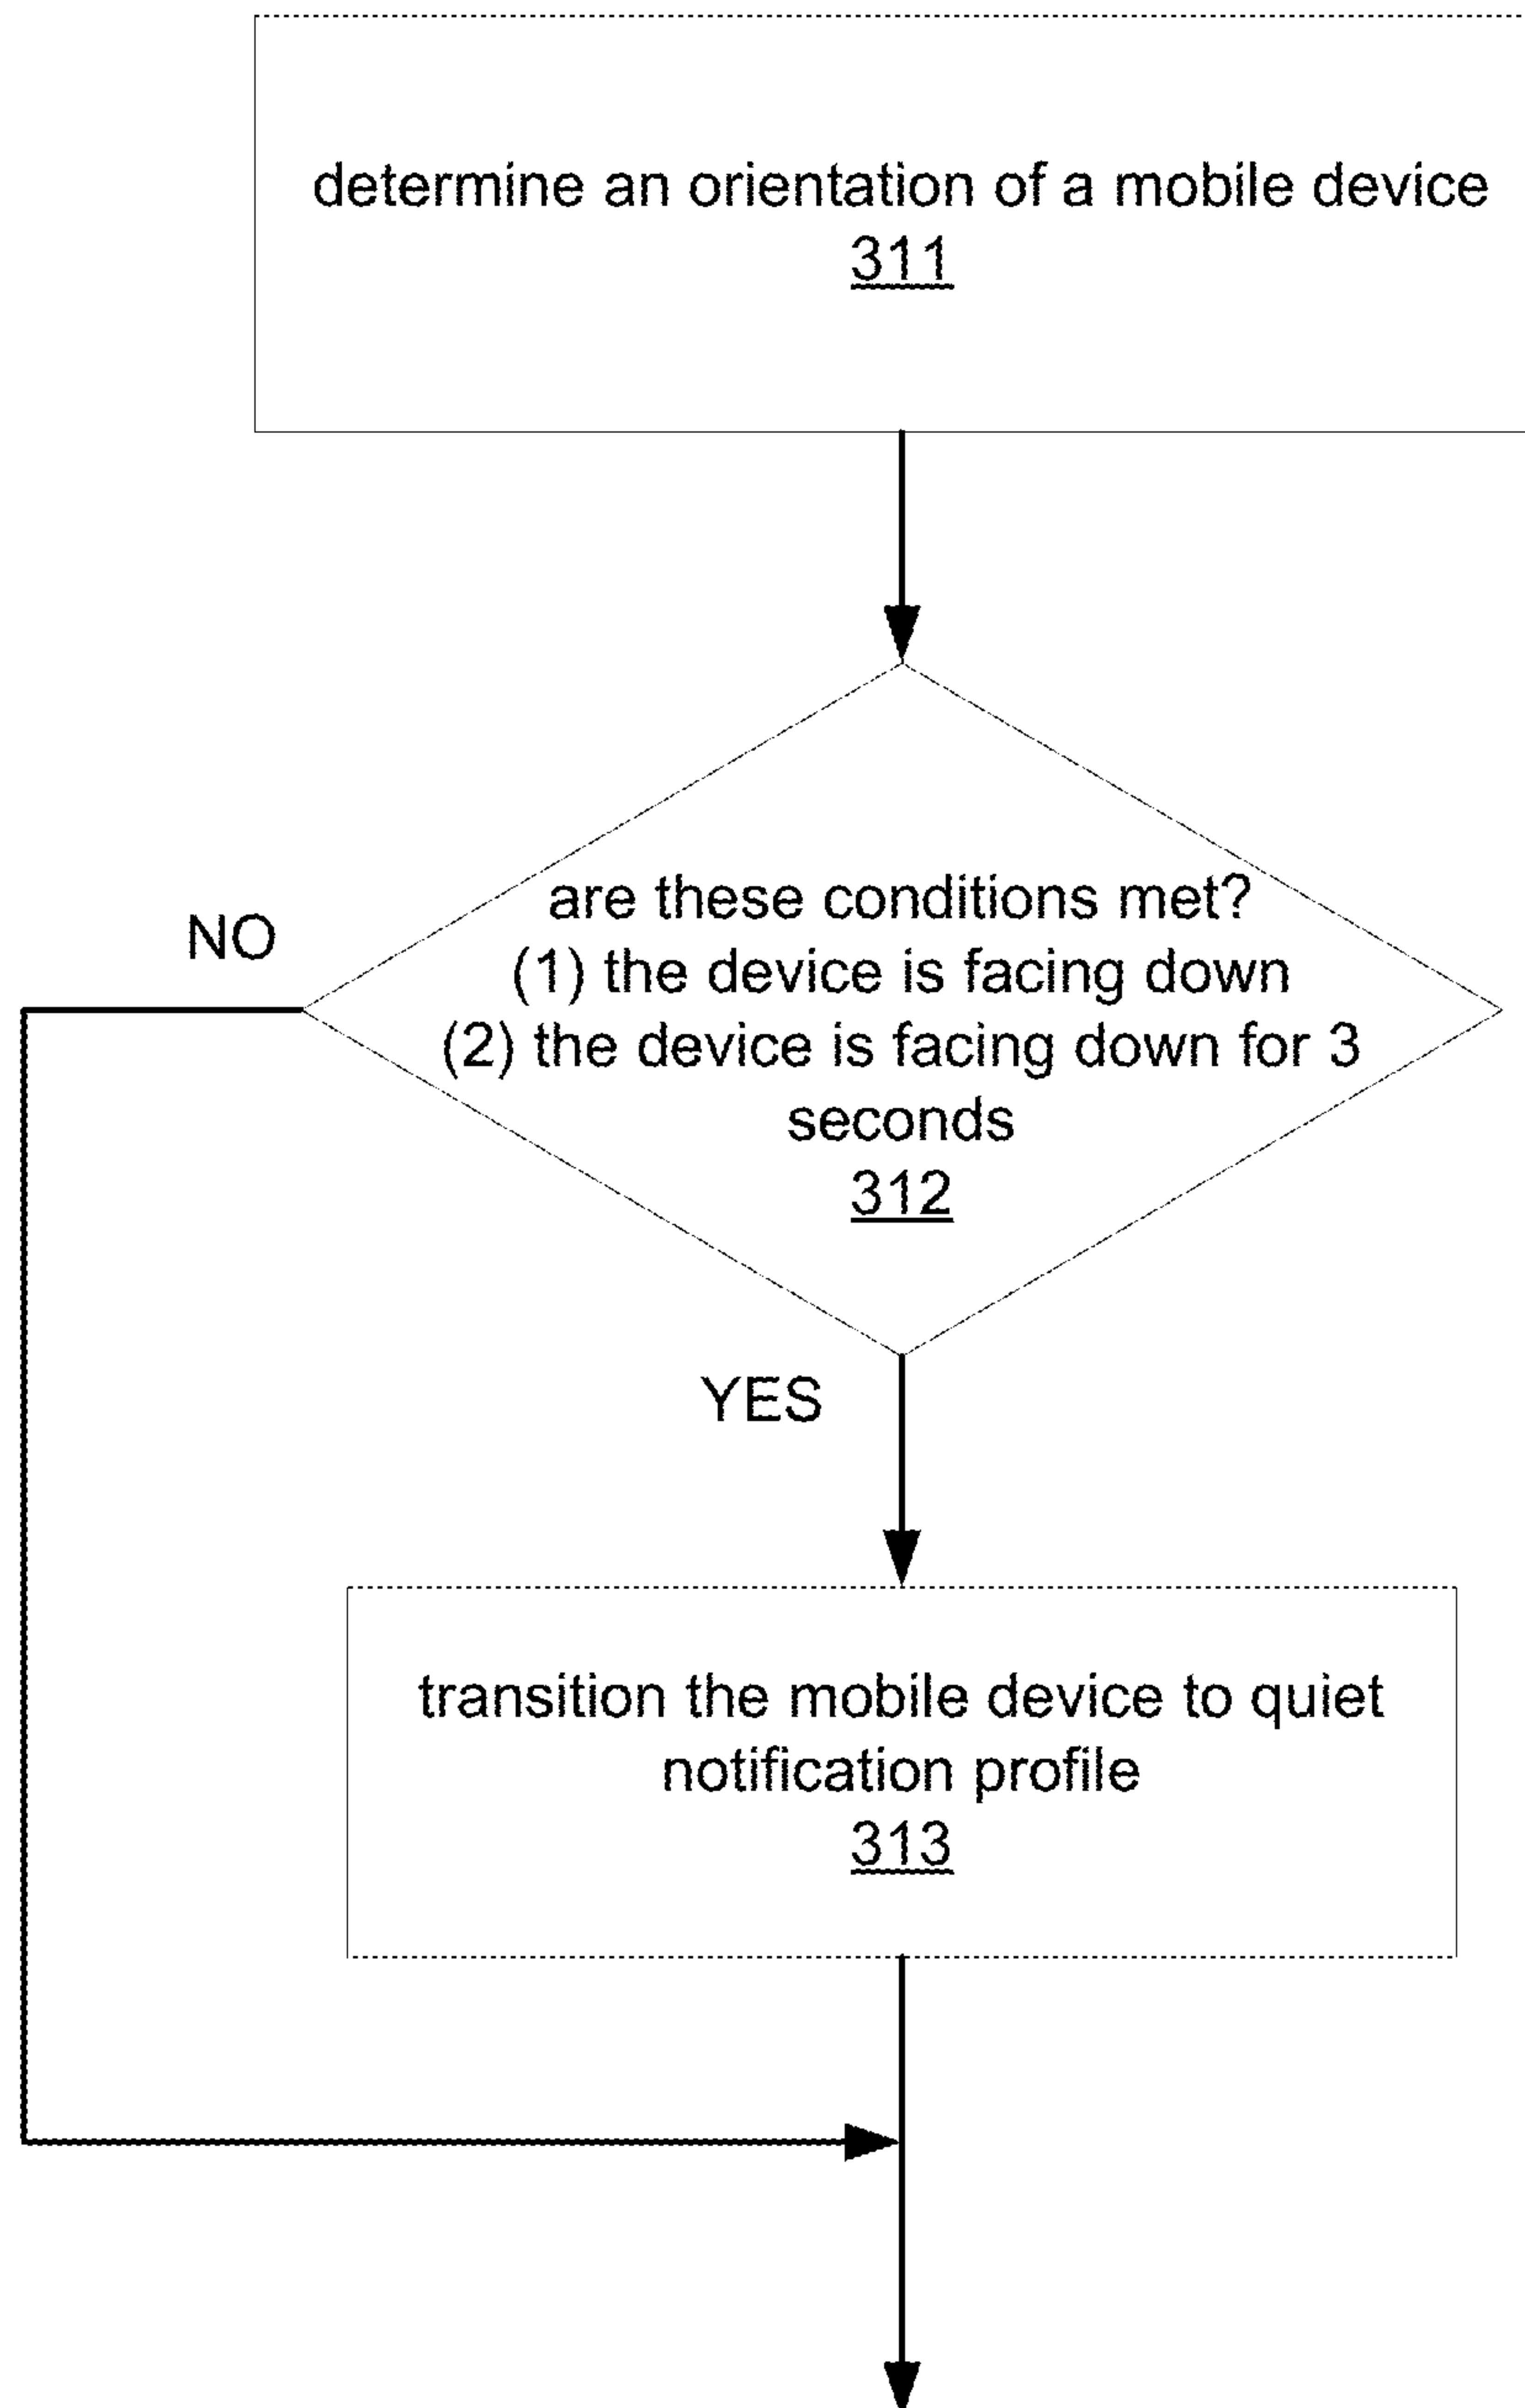 determine an orientation of a mobile device
311
are these conditions met?
NO
(1) the device is facing down
(2) the device is facing down for 3
seconds
312
YES
transition the mobile device to quiet
notification profile
313